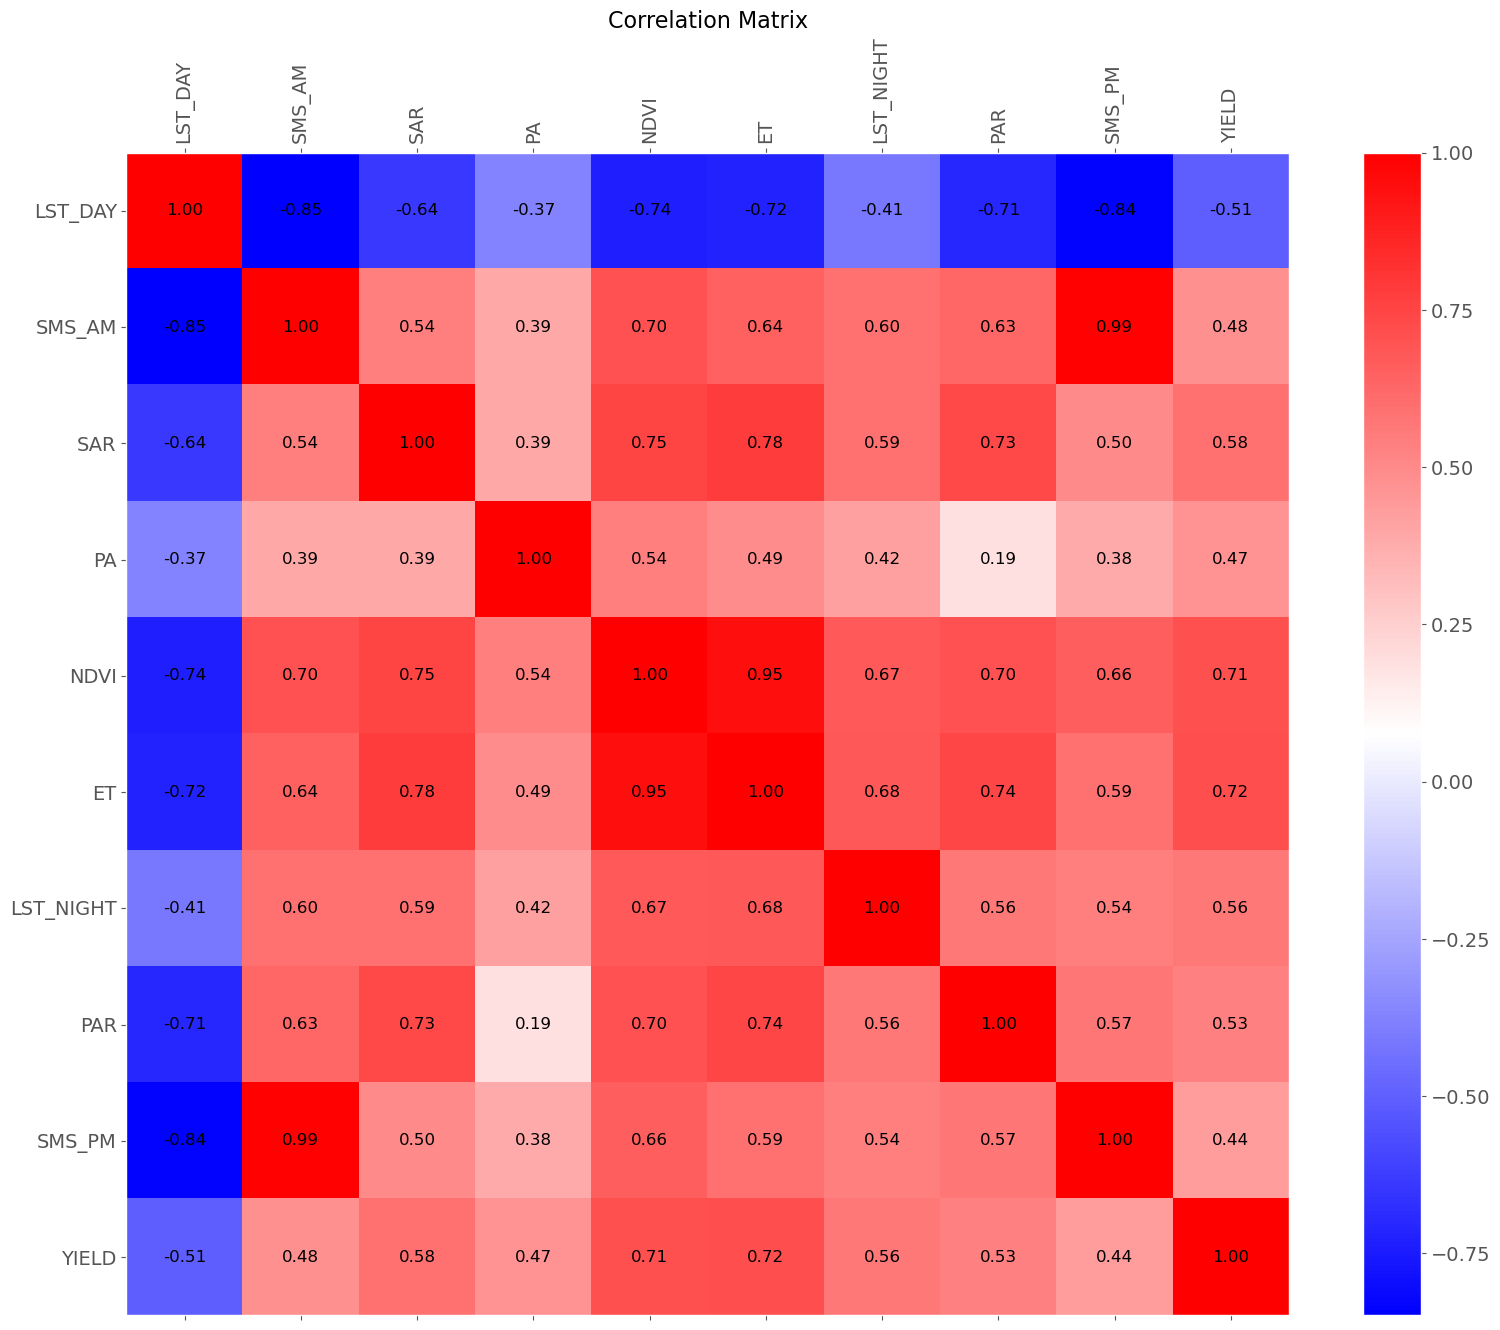 Correlation Matrix
LST_DAY SMS_AM SAR PA NDVI ET LST_NIGHT PAR SMS_PM YIELD
LST_DAY 1.00 -0.85 -0.64 -0.37 -0.74 -0.72 -0.41 -0.71 -0.84 -0.51
SMS_AM -0.85 1.00 0.54 0.39 0.70 0.64 0.60 0.63 0.99 0.48
SAR -0.64 0.54 1.00 0.39 0.75 0.78 0.59 0.73 0.50 0.58
PA -0.37 0.39 0.39 1.00 0.54 0.49 0.42 0.19 0.38 0.47
NDVI -0.74 0.70 0.75 0.54 1.00 0.95 0.67 0.70 0.66 0.71
ET -0.72 0.64 0.78 0.49 0.95 1.00 0.68 0.74 0.59 0.72
LST_NIGHT -0.41 0.60 0.59 0.42 0.67 0.68 1.00 0.56 0.54 0.56
PAR -0.71 0.63 0.73 0.19 0.70 0.74 0.56 1.00 0.57 0.53
SMS_PM -0.84 0.99 0.50 0.38 0.66 0.59 0.54 0.57 1.00 0.44
YIELD -0.51 0.48 0.58 0.47 0.71 0.72 0.56 0.53 0.44 1.00
1.00
0.75
0.50
0.25
0.00
−0.25
−0.50
−0.75